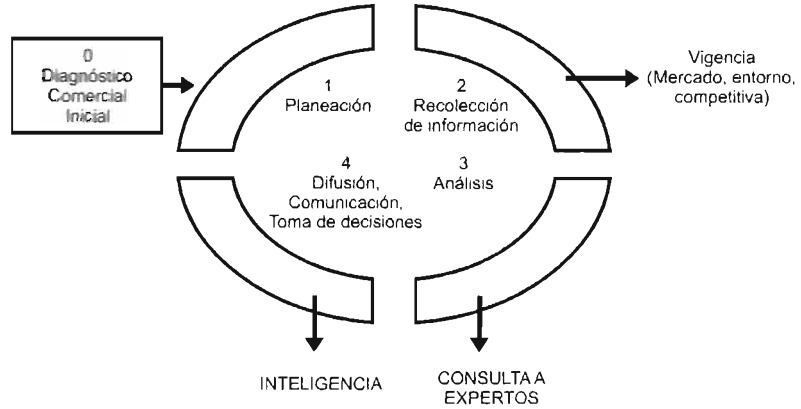 0
Diagnóstico
Comercial
Inicial
1
Planeación
2
Recolección
de información
Vigencia
(Mercado, entorno,
competitiva)
4
Difusión,
Comunicación,
Toma de decisiones
3
Análisis
INTELIGENCIA
CONSULTA A
EXPERTOS